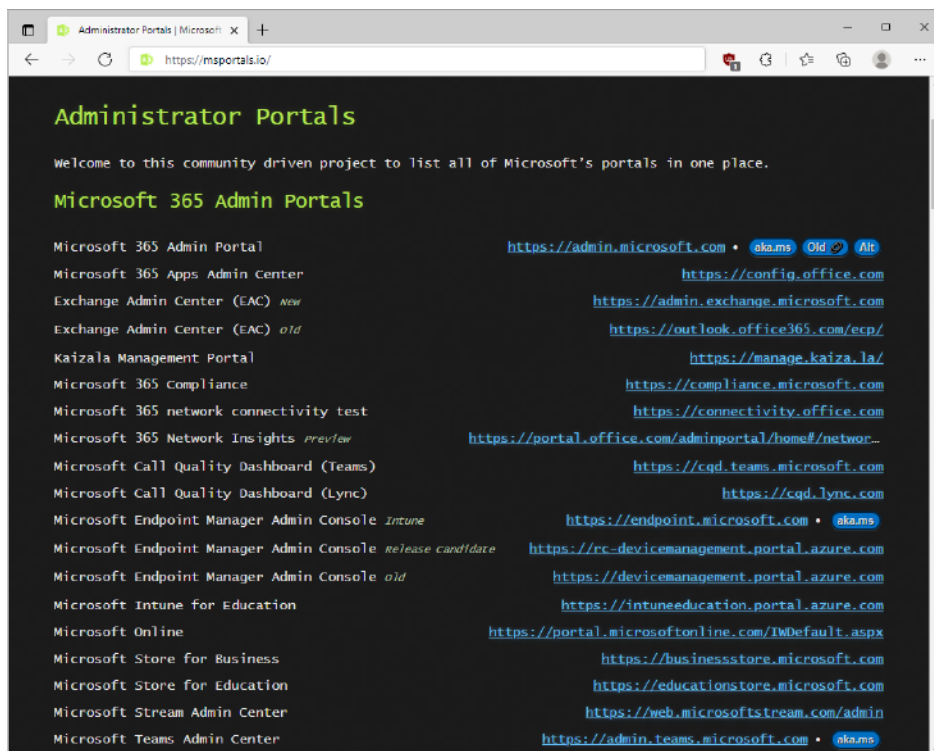 Administrator Portals | Microsoft
https://msportals.io/
1
Administrator Portals
Welcome to this community driven project to list all of Microsoft's portals in one place.
Microsoft 365 Admin Portals
Microsoft 365 Admin Portal https://admin.microsoft.com • aka.ms Old Alt
Microsoft 365 Apps Admin Center https://config.office.com
Exchange Admin Center (EAC) New https://admin.exchange.microsoft.com
Exchange Admin Center (EAC) Old https://outlook.office365.com/ecp/
Kaizala Management Portal https://manage.kaiza.la/
Microsoft 365 Compliance https://compliance.microsoft.com
Microsoft 365 network connectivity test https://connectivity.office.com
Microsoft 365 Network Insights Preview https://portal.office.com/adminportal/home#/networ…
Microsoft Call Quality Dashboard (Teams) https://cqd.teams.microsoft.com
Microsoft Call Quality Dashboard (Lync) https://cqd.lync.com
Microsoft Endpoint Manager Admin Console Intune https://endpoint.microsoft.com • aka.ms
Microsoft Endpoint Manager Admin Console Release candidate https://rc-devicemanagement.portal.azure.com
Microsoft Endpoint Manager Admin Console Old https://devicemanagement.portal.azure.com
Microsoft Intune for Education https://intuneeducation.portal.azure.com
Microsoft Online https://portal.microsoftonline.com/IWDefault.aspx
Microsoft Store for Business https://businessstore.microsoft.com
Microsoft Store for Education https://educationstore.microsoft.com
Microsoft Stream Admin Center https://web.microsoftstream.com/admin
Microsoft Teams Admin Center https://admin.teams.microsoft.com • aka.ms